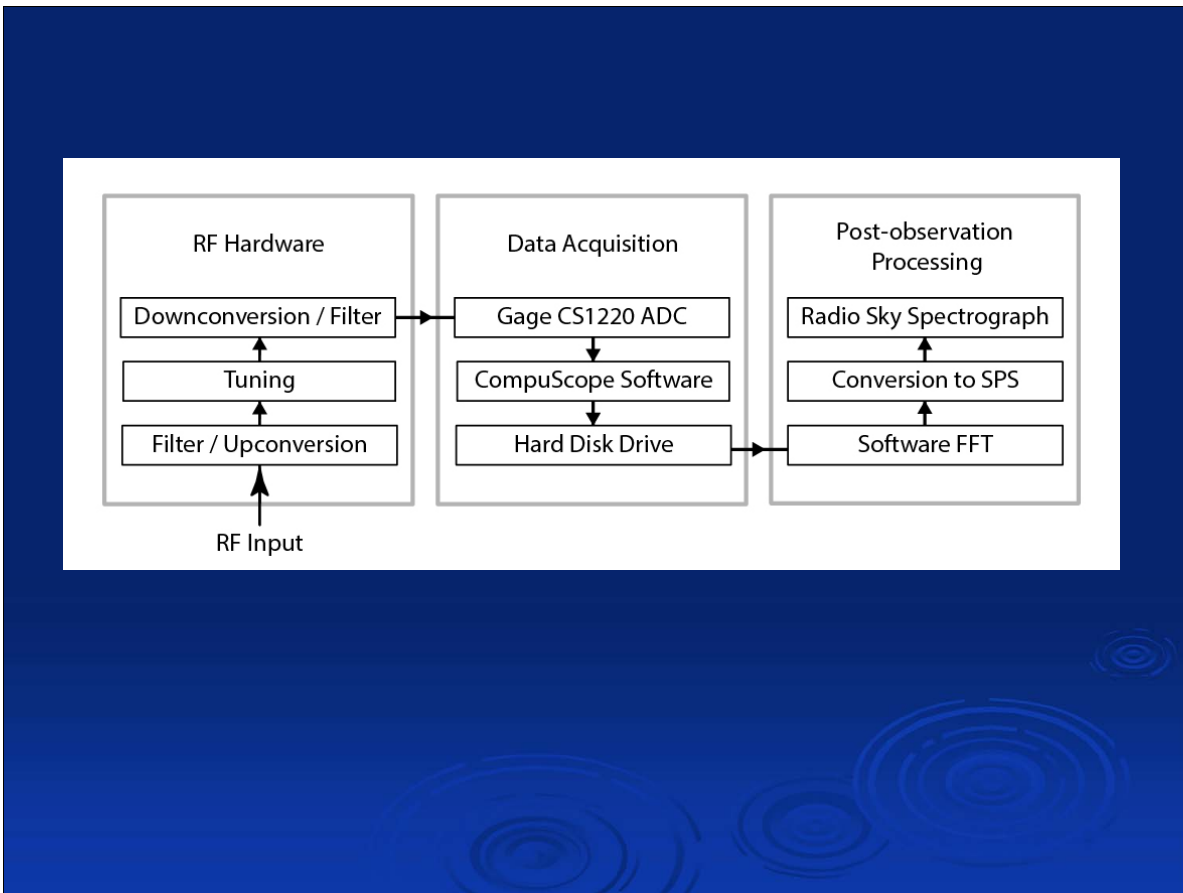 RF Hardware
Downconversion / Filter
Tuning
Filter / Upconversion
RF Input
Data Acquisition
Gage CS1220 ADC
CompuScope Software
Hard Disk Drive
Post-observation
Processing
Radio Sky Spectrograph
Conversion to SPS
Software FFT